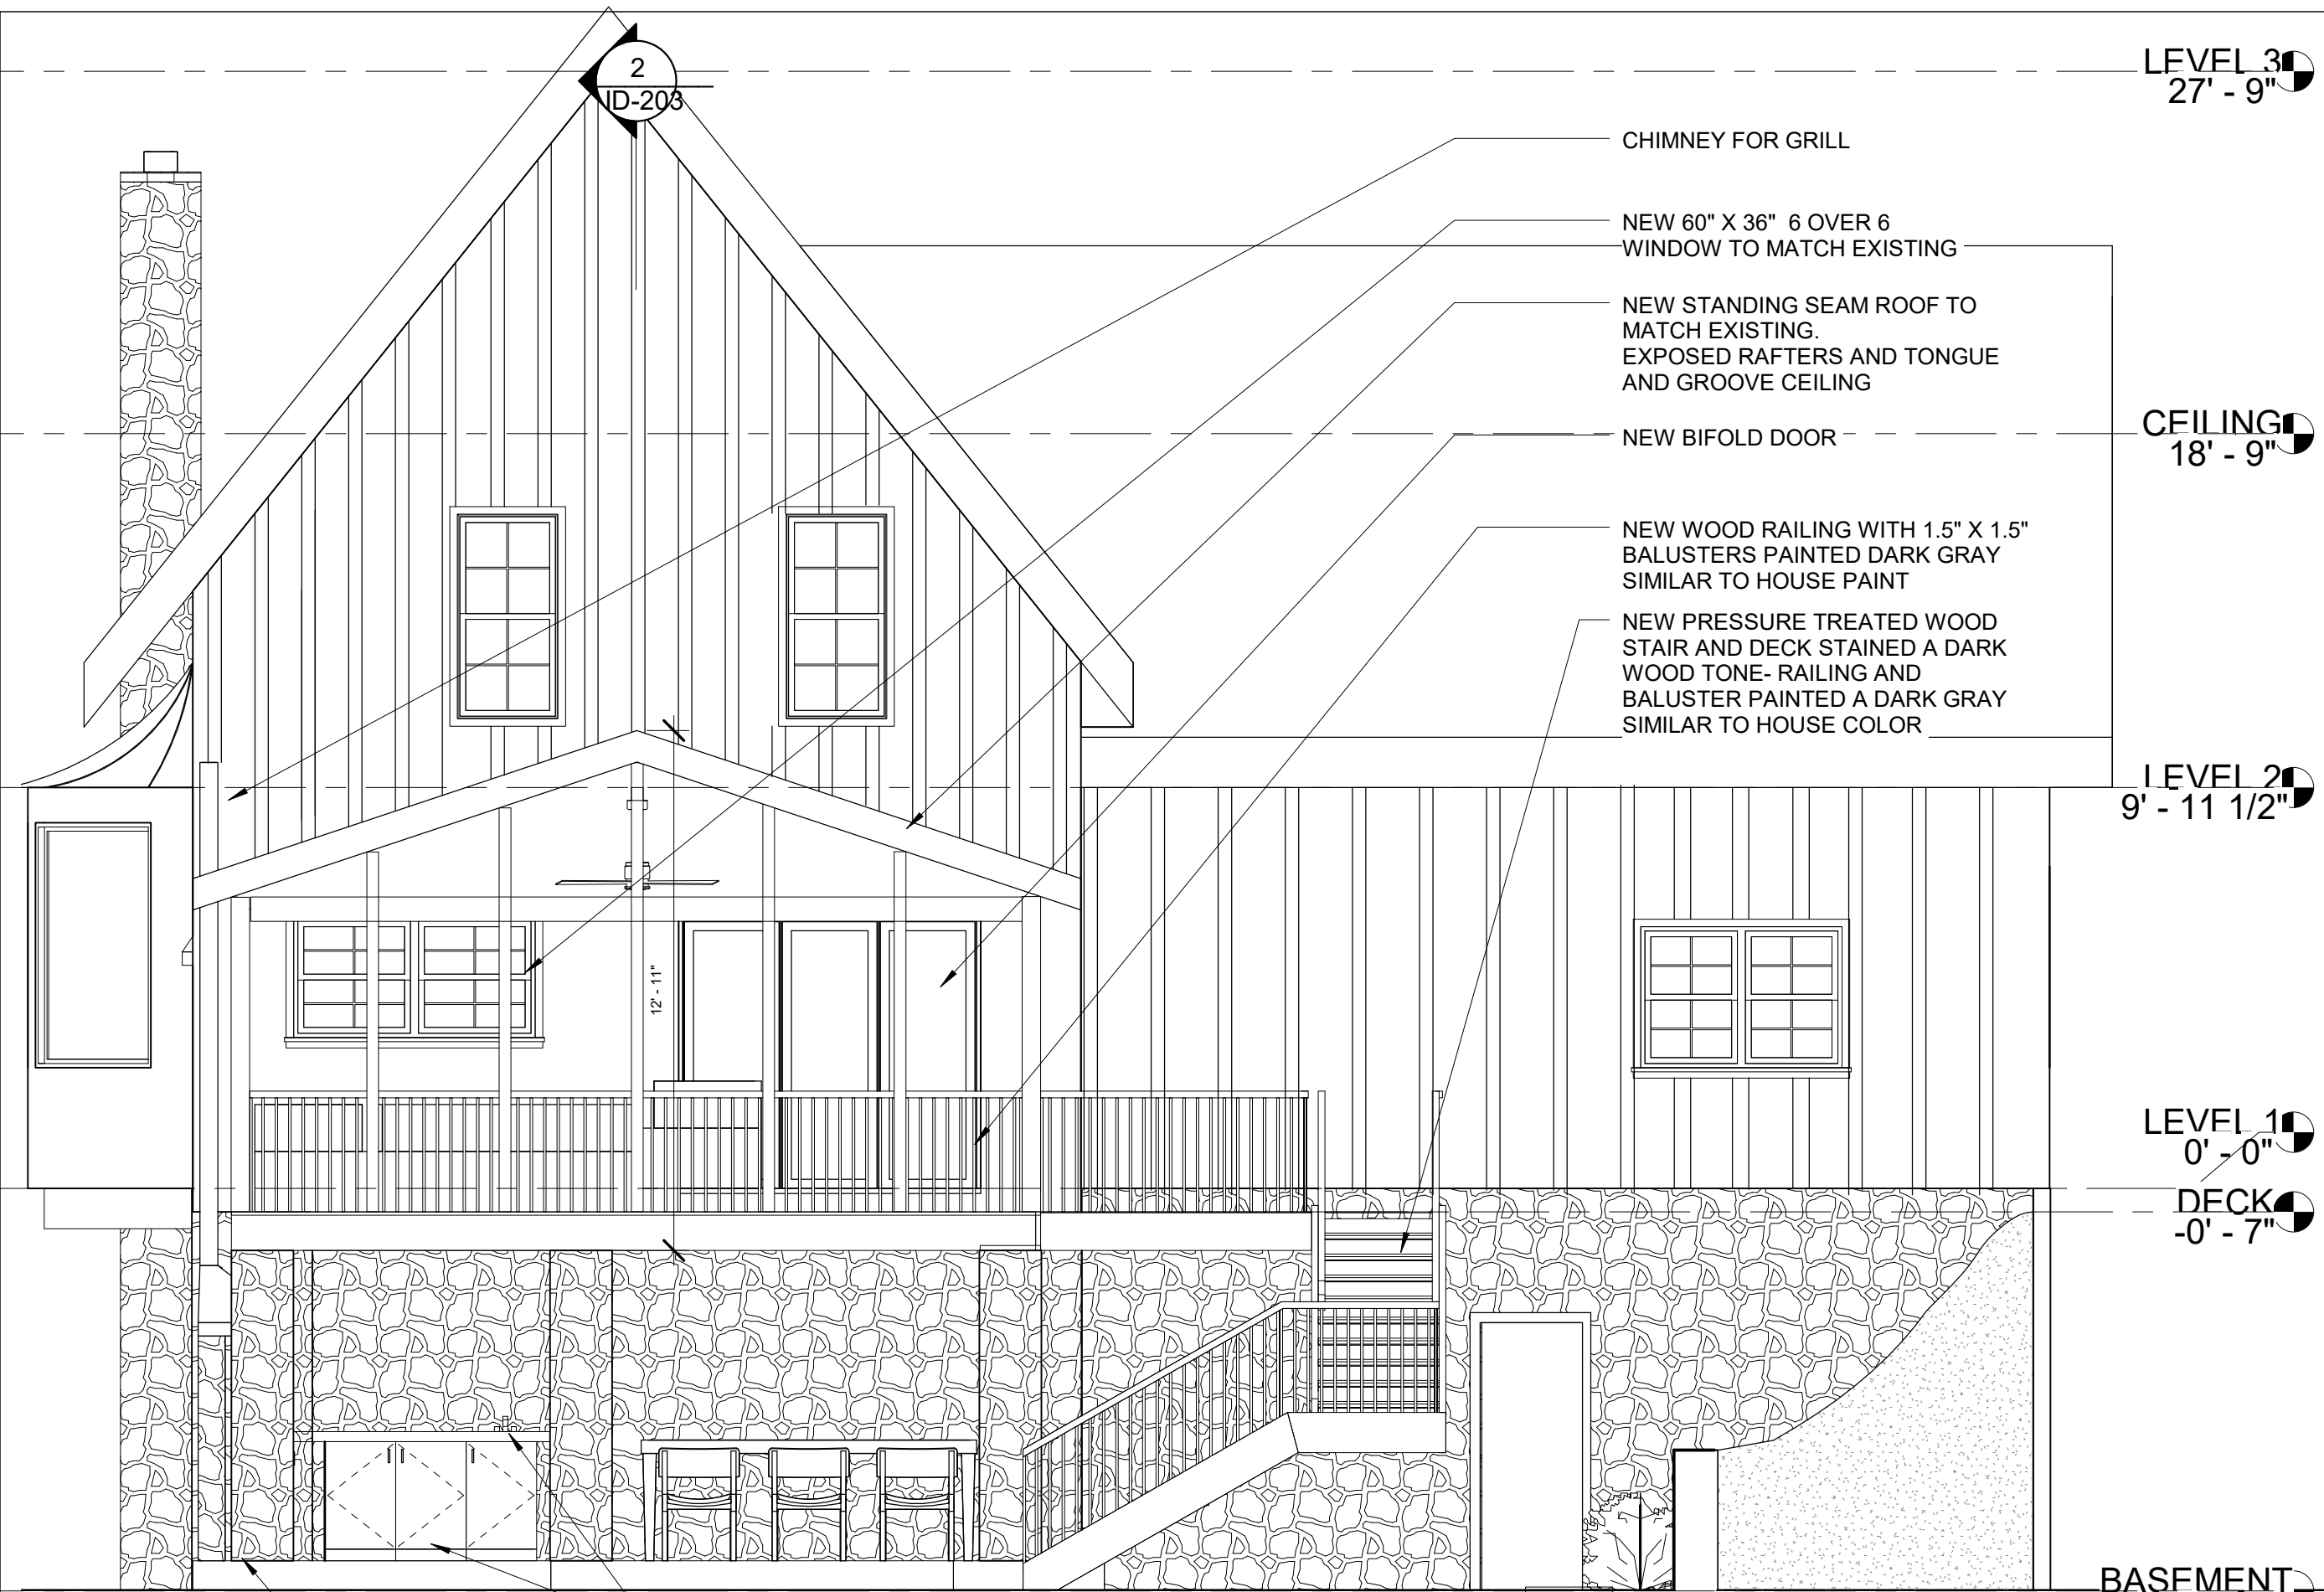 2
ID-203
LEVEL 3
27' - 9"
CHIMNEY FOR GRILL
NEW 60" X 36" 6 OVER 6
WINDOW TO MATCH EXISTING
NEW STANDING SEAM ROOF TO
MATCH EXISTING.
EXPOSED RAFTERS AND TONGUE
AND GROOVE CEILING
NEW BIFOLD DOOR
CEILING
18' - 9"
NEW WOOD RAILING WITH 1.5" X 1.5"
BALUSTERS PAINTED DARK GRAY
SIMILAR TO HOUSE PAINT
NEW PRESSURE TREATED WOOD
STAIR AND DECK STAINED A DARK
WOOD TONE- RAILING AND
BALUSTER PAINTED A DARK GRAY
SIMILAR TO HOUSE COLOR
LEVEL 2
9' - 11 1/2"
12' - 11"
LEVEL 1
0' - 0"
DECK
-0' - 7"
BASEMENT